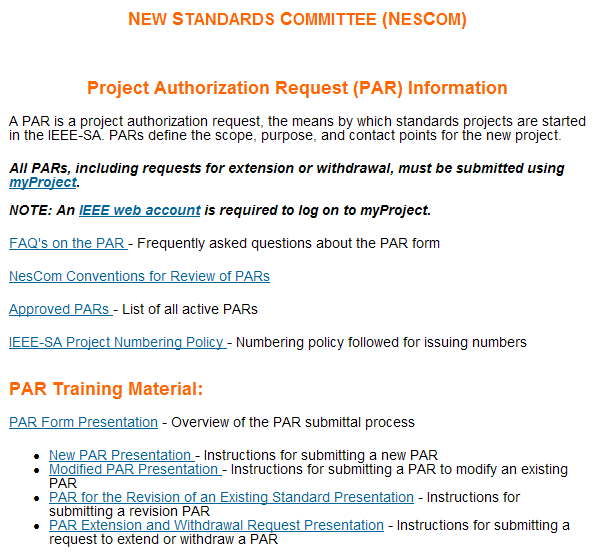 NEW STANDARDS COMMITTEE (NESCOM)
Project Authorization Request (PAR) Information
A PAR is a project authorization request, the means by which standards projects are started
in the IEEE-SA. PARs define the scope, purpose, and contact points for the new project.
All PARs, including requests for extension or withdrawal, must be submitted using
myProject.
NOTE: An IEEE web account is required to log on to myProject.
FAQ's on the PAR - Frequently asked questions about the PAR form
NesCom Conventions for Review of PARs
Approved PARs - List of all active PARs
IEEE-SA Project Numbering Policy - Numbering policy followed for issuing numbers
PAR Training Material:
PAR Form Presentation - Overview of the PAR submittal process
• New PAR Presentation - Instructions for submitting a new PAR
• Modified PAR Presentation - Instructions for submitting a PAR to modify an existing
PAR
• PAR for the Revision of an Existing Standard Presentation - Instructions for
submitting a revision PAR
• PAR Extension and Withdrawal Request Presentation - Instructions for submitting a
request to extend or withdraw a PAR